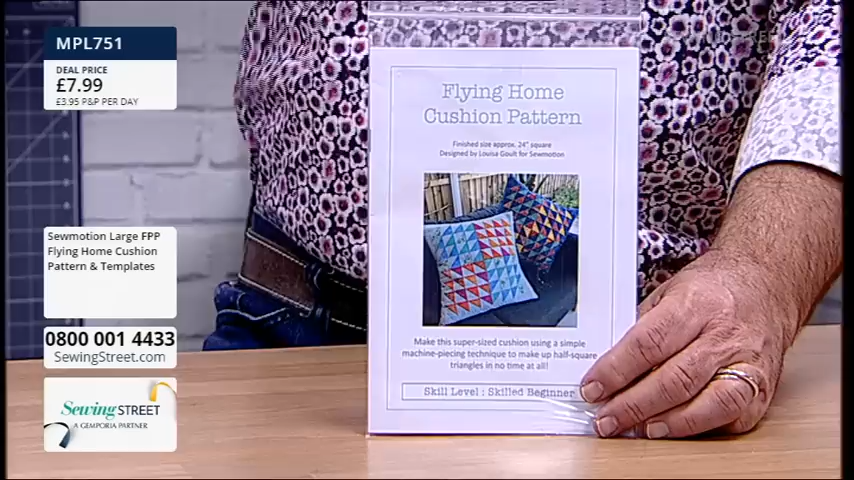 MPL751
DEAL PRICE
£7.99
£3.95 P&P PER DAY
Sewmotion Large FPP
Flying Home Cushion
Pattern & Templates
0800 001 4433
SewingStreet.com
Sewing STREET
A GEMPORIA PARTNER
Flying Home
Cushion Pattern
Finished size approx. 24" square
Designed by Louisa Goult for Sewmotion
Make this super-sized cushion using a simple
machine-piecing technique to make up half-square
triangles in no time at all!
Skill Level : Skilled Beginner